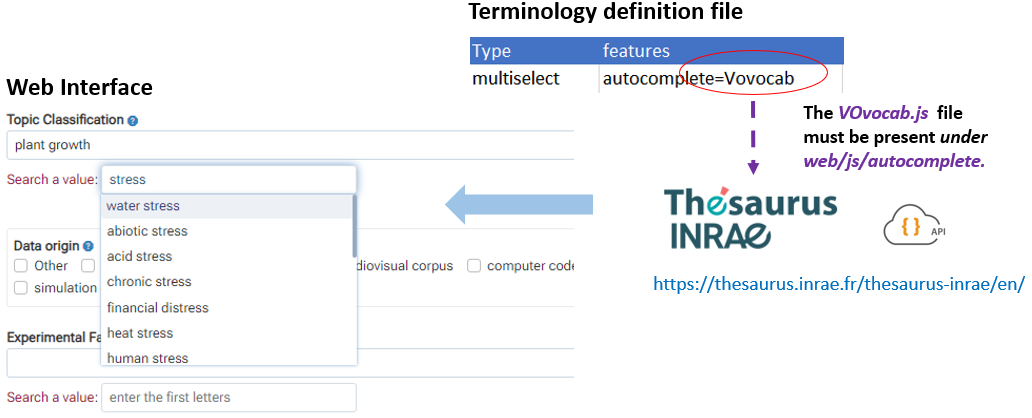 Terminology definition file
Type features
multiselect autocomplete=Vovocab
Web Interface
The VOvocab.js file
must be present under
web/js/autocomplete.
Topic Classification ?
plant growth
Search a value: stress
water stress
abiotic stress
acid stress
chronic stress
financial distress
heat stress
human stress
Data origin ?
Other diovisual corpus computer code
simulation
Experimental Fa
Search a value: enter the first letters
Thésaurus
INRAE
{ } API
https://thesaurus.inrae.fr/thesaurus-inrae/en/